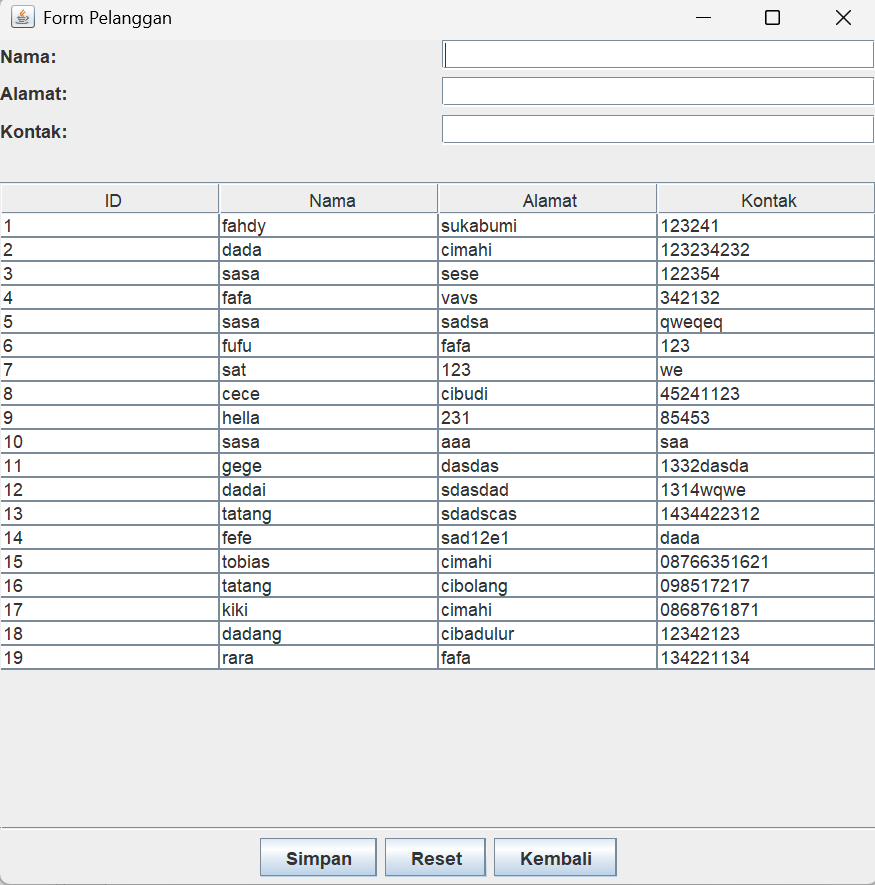 Form Pelanggan
Nama:
Alamat:
Kontak:
ID Nama Alamat Kontak
1 fahdy sukabumi 123241
2 dada cimahi 123234232
3 sasa sese 122354
4 fafa vavs 342132
5 sasa sadsa qweqeq
6 fufu fafa 123
7 sat 123 we
8 cece cibudi 45241123
9 hella 231 85453
10 sasa aaa saa
11 gege dasdas 1332dasda
12 dadai sdasdad 1314wqwe
13 tatang sdadscas 1434422312
14 fefe sad12e1 dada
15 tobias cimahi 08766351621
16 tatang cibolang 098517217
17 kiki cimahi 0868761871
18 dadang cibadulur 12342123
19 rara fafa 134221134
Simpan Reset Kembali